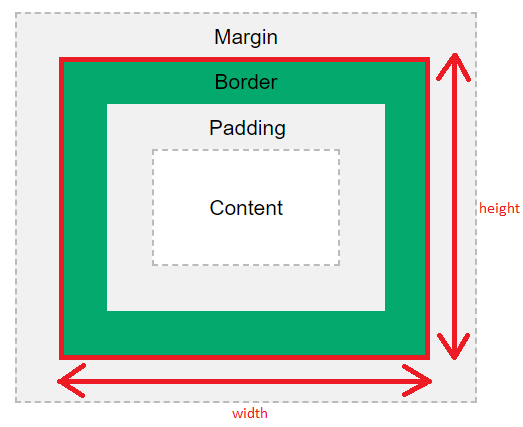 Margin
Border
Padding
Content
height
width